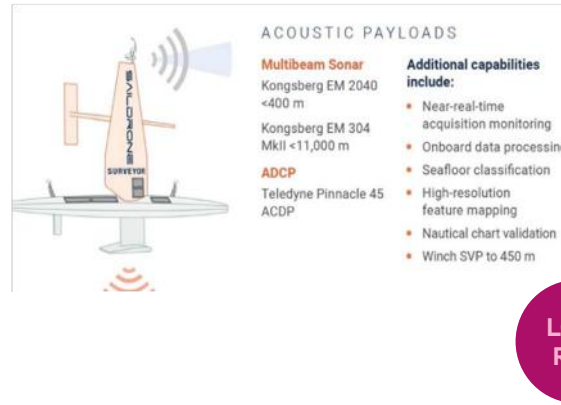 ACOUSTIC PAYLOADS
Multibeam Sonar
Kongsberg EM 2040
<400 m
Kongsberg EM 304
MkII <11,000 m
ADCP
Teledyne Pinnacle 45
ACDP
Additional capabilities
include:
• Near-real-time
acquisition monitoring
• Onboard data processing
• Seafloor classification
• High-resolution
feature mapping
• Nautical chart validation
• Winch SVP to 450 m
SAILDRONE
SURVEYOR